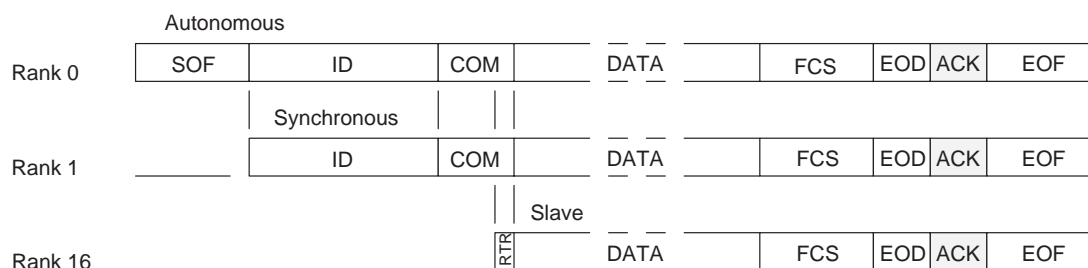 Autonomous
Rank 0 SOF ID COM DATA FCS EOD ACK EOF
Synchronous
Rank 1 ID COM DATA FCS EOD ACK EOF
Slave
Rank 16 RTR DATA FCS EOD ACK EOF